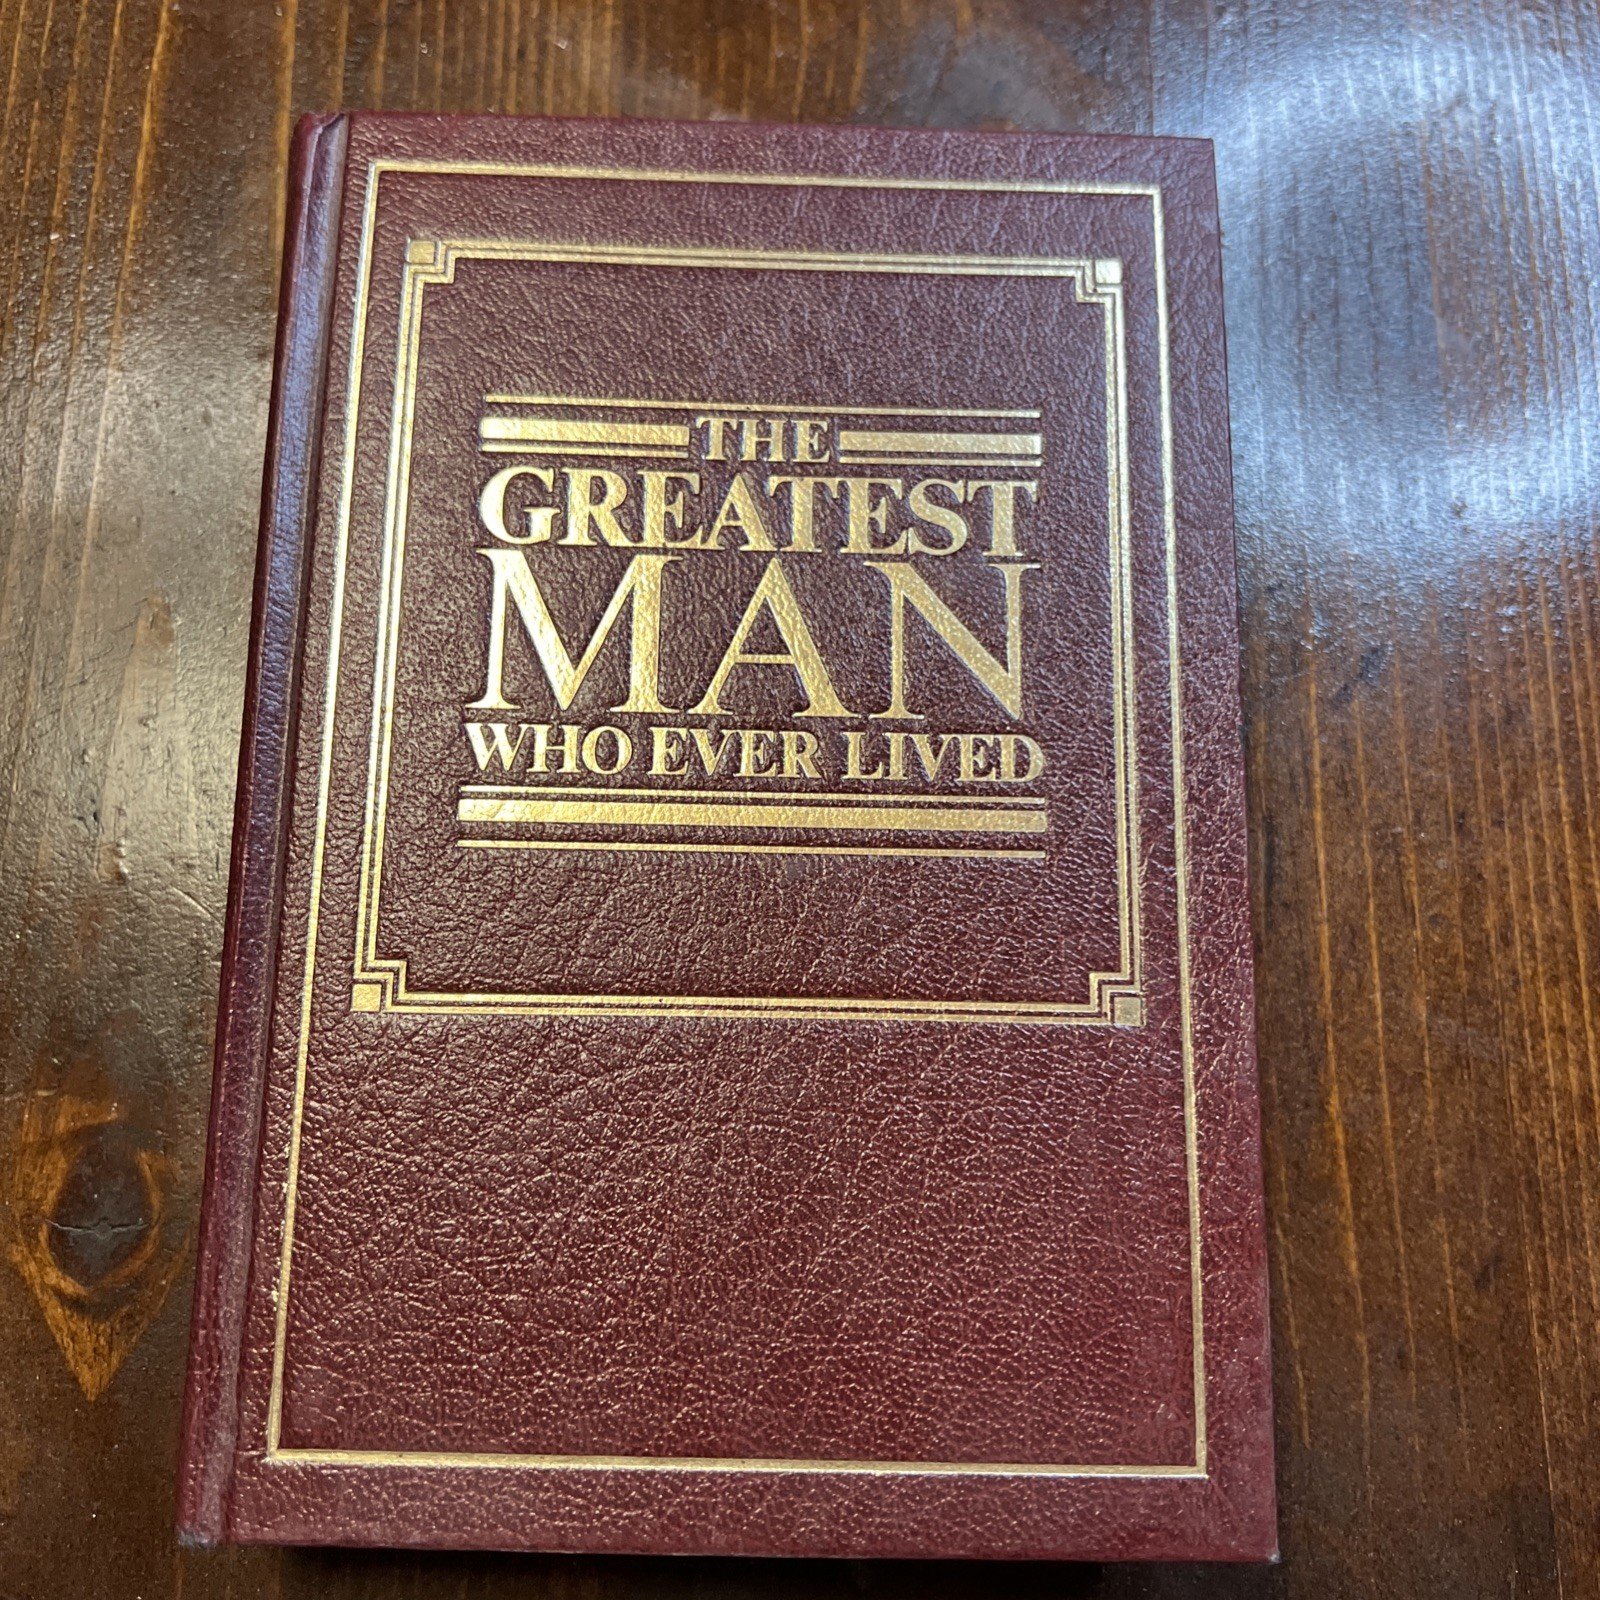 THE
GREATEST
MAN
WHO EVER LIVED